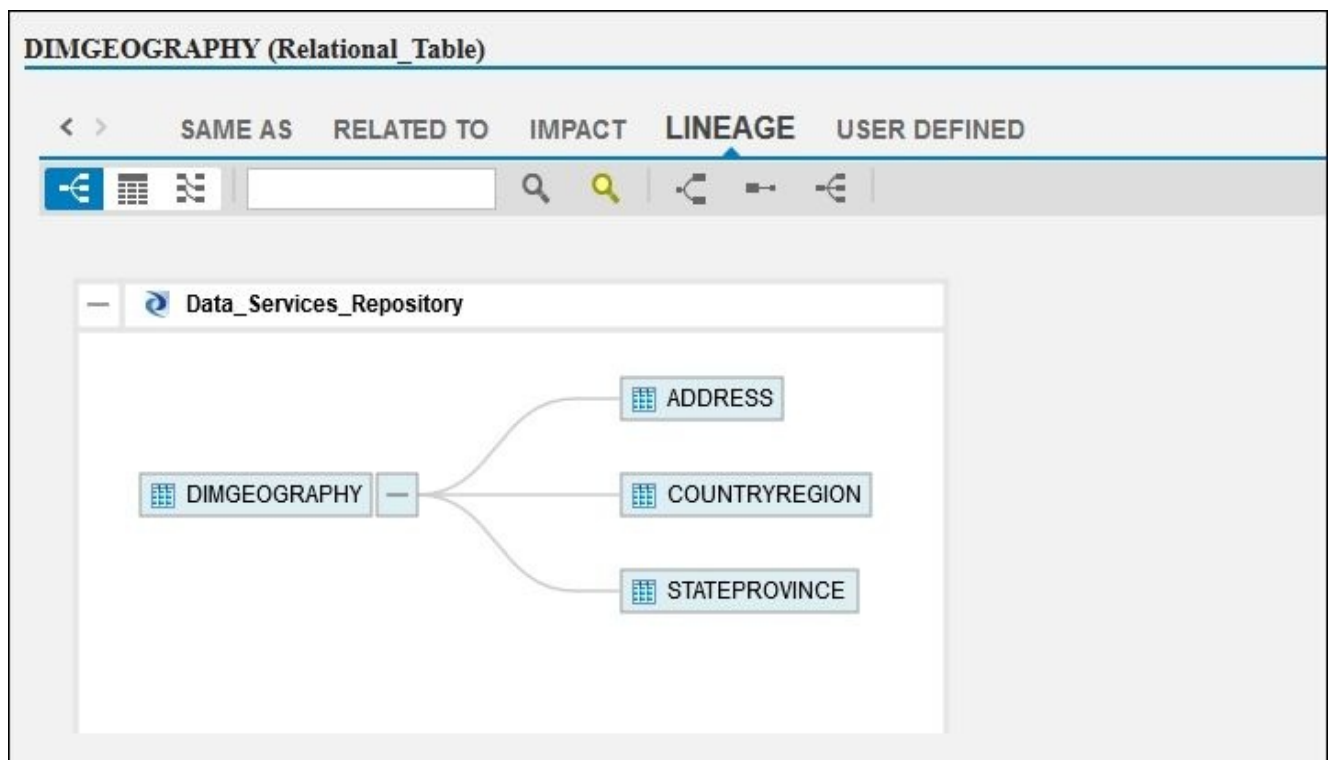 DIMGEOGRAPHY (Relational_Table)
SAME AS RELATED TO IMPACT LINEAGE USER DEFINED
Data_Services_Repository
ADDRESS
DIMGEOGRAPHY
COUNTRYREGION
STATEPROVINCE